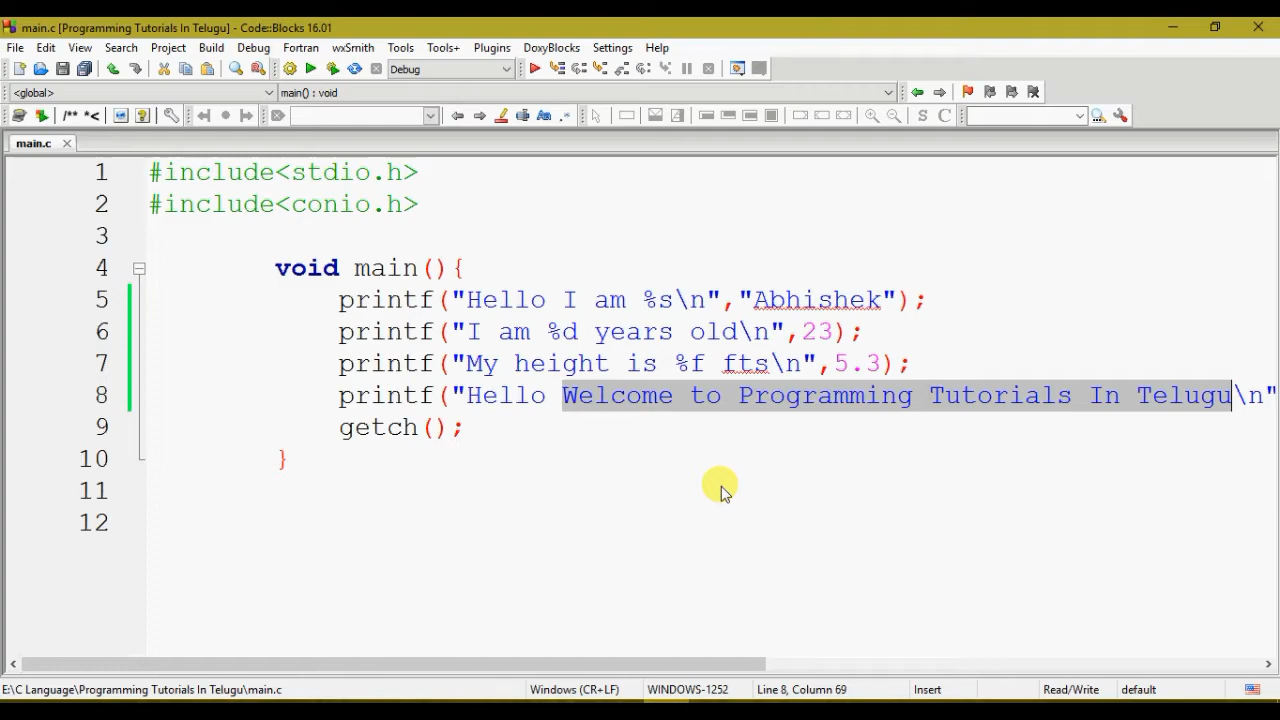 main.c [Programming Tutorials In Telugu] - Code::Blocks 16.01
File Edit View Search Project Build Debug Fortran wxSmith Tools Tools+ Plugins DoxyBlocks Settings Help
Debug
<global> main() : void
/** *< Aa .* S C
main.c
1 #include<stdio.h>
2 #include<conio.h>
3
4 void main(){
5 printf("Hello I am %s\n","Abhishek");
6 printf("I am %d years old\n",23);
7 printf("My height is %f fts\n",5.3);
8 printf("Hello Welcome to Programming Tutorials In Telugu\n"
9 getch();
10 }
11
12
E:\C Language\Programming Tutorials In Telugu\main.c Windows (CR+LF) WINDOWS-1252 Line 8, Column 69 Insert Read/Write default